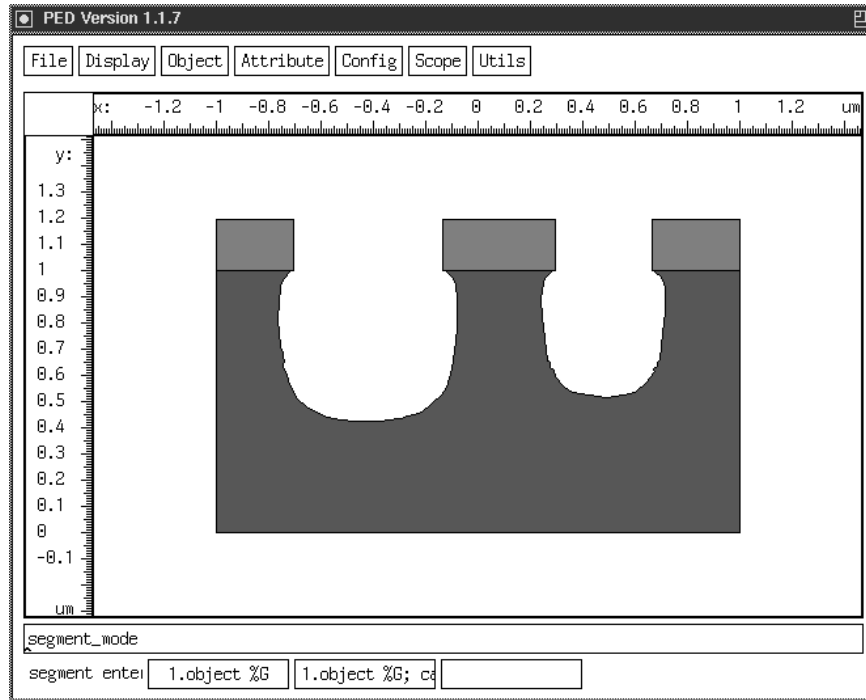 PED Version 1.1.7
File Display Object Attribute Config Scope Utils
x: -1.2 -1 -0.8 -0.6 -0.4 -0.2 0 0.2 0.4 0.6 0.8 1 1.2 um
y:
1.3
1.2
1.1
1
0.9
0.8
0.7
0.6
0.5
0.4
0.3
0.2
0.1
0
-0.1
um
segment_mode
segment enter 1.object %G 1.object %G; ca